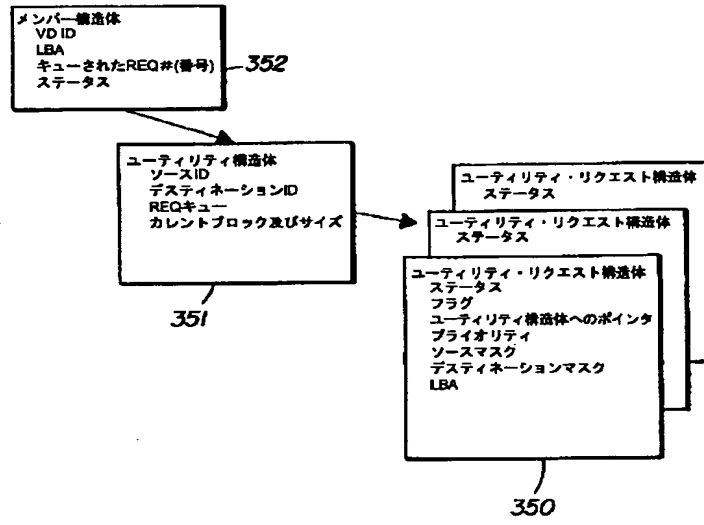 メンバー構造体
VD ID
LBA
キューされたREQ#(番号)
ステータス
352
ユーティリティ構造体
ソースID
デスティネーションID
REQキュー
カレントブロック及びサイズ
351
ユーティリティ・リクエスト構造体
ステータス
ユーティリティ・リクエスト構造体
ステータス
ユーティリティ・リクエスト構造体
ステータス
フラグ
ユーティリティ構造体へのポインタ
プライオリティ
ソースマスク
デスティネーションマスク
LBA
350